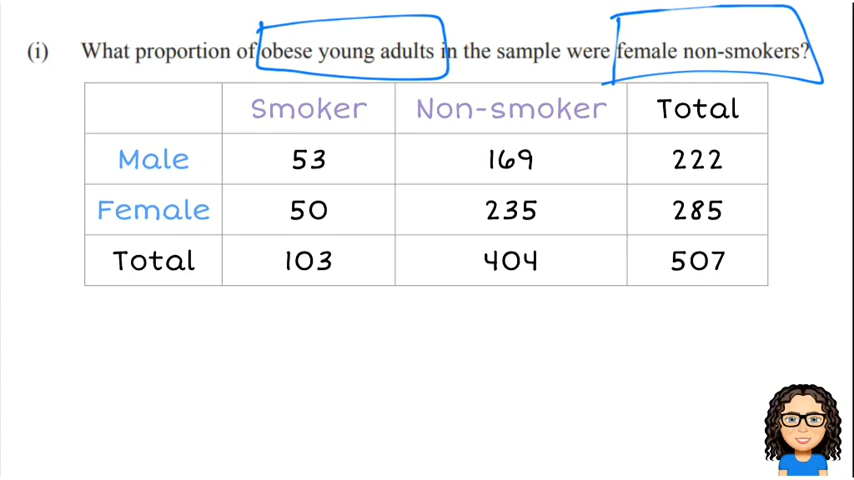 (i) What proportion of obese young adults in the sample were female non-smokers?
Smoker Non-smoker Total
Male 53 169 222
Female 50 235 285
Total 103 404 507